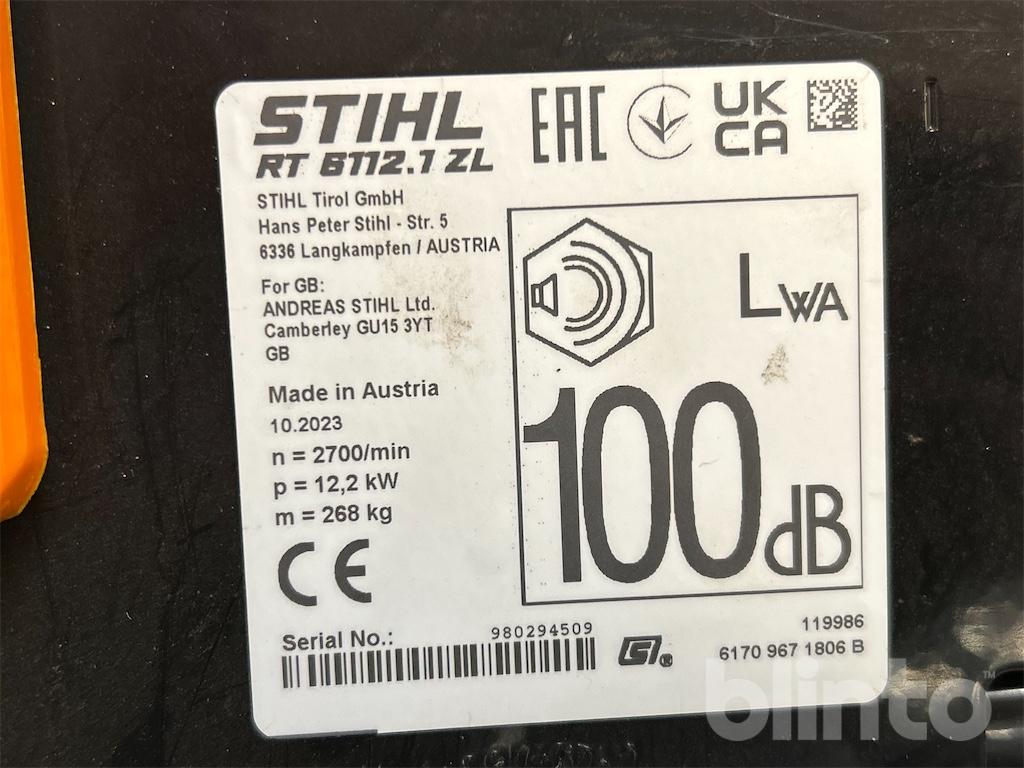 STIHL
RT 6112.1 ZL
EAC
UK
CA
STIHL Tirol GmbH
Hans Peter Stihl - Str. 5
6336 Langkampfen / AUSTRIA
For GB:
ANDREAS STIHL Ltd.
Camberley GU15 3YT
GB
Made in Austria
10.2023
n = 2700/min
p = 12,2 kW
m = 268 kg
CE
LWA
100dB
Serial No.:
980294509
®
119986
6170 967 1806 B
blinto™